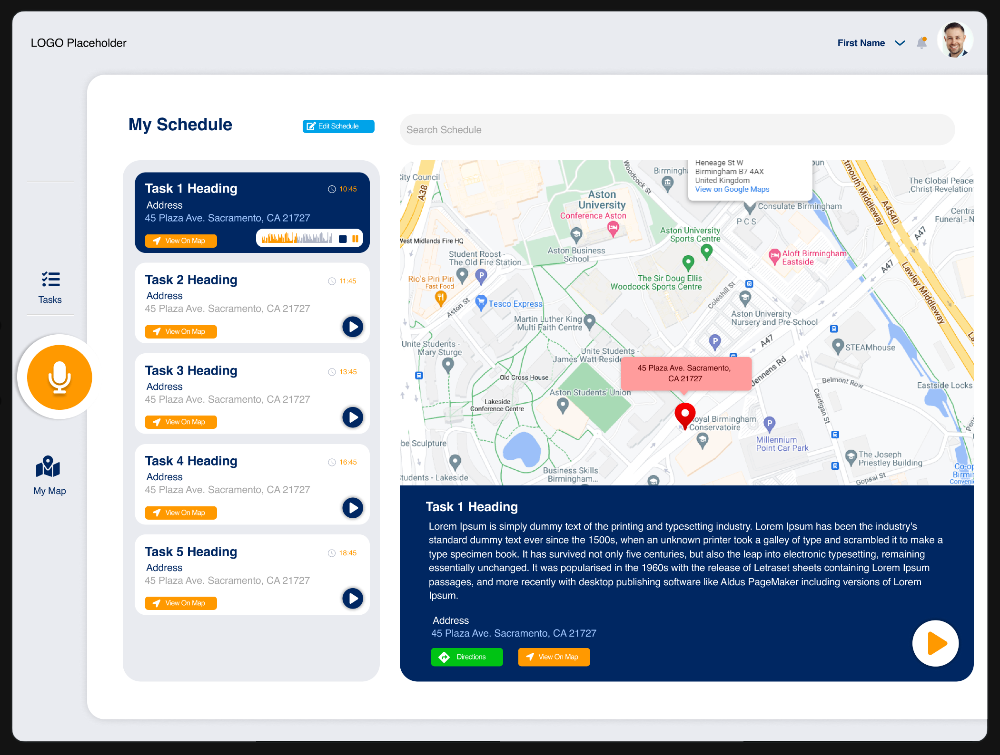 LOGO Placeholder
First Name
My Schedule
Edit Schedule
Search Schedule
Tasks
My Map
Task 1 Heading
10:45
Address
45 Plaza Ave. Sacramento, CA 21727
View On Map
Task 2 Heading
11:45
Address
45 Plaza Ave. Sacramento, CA 21727
View On Map
Task 3 Heading
13:45
Address
45 Plaza Ave. Sacramento, CA 21727
View On Map
Task 4 Heading
16:45
Address
45 Plaza Ave. Sacramento, CA 21727
View On Map
Task 5 Heading
18:45
Address
45 Plaza Ave. Sacramento, CA 21727
View On Map
City Council
A38
Woodcock St
Heneage St W
Birmingham B7 4AX
United Kingdom
View on Google Maps
tmouth Middleway
The Global Peace
,Christ Revelation
Aston
University
Conference Aston
Consulate Birmingham
P C S
A4540
Centra
Funeral - N
A47
West Midlands Fire HQ
Aston University
Sports Centre
Student Roost -
The Old Fire Station
Aston Business
School
Aloft Birmingham
Eastside
A47
Lawley Middleway
Rio's Piri Piri
Fast Food
P
The Sir Doug Ellis
Woodcock Sports Centre
Coleshill St
Aston St
Tesco Express
Martin Luther King
Multi Faith Centre
Aston University
Nursery and Pre-School
P
A47
Unite Students -
Mary Sturge
Unite Students -
James Watt Reside
STEAMhouse
45 Plaza Ave. Sacramento,
CA 21727
Jennens Rd
Old Cross House
Belmont Row
Eastside Locks
Aston Students' Union
Cardigan St
Lakeside
Conference Centre
oyal Birmingham
Conservatoire
P
Millennium
Point Car Park
be Sculpture
The Joseph
Priestley Building
Students - Lakeside
Business Skills
Birmingham...
Gopsal St
Co-op
Birmin
Conveni
Task 1 Heading
Lorem Ipsum is simply dummy text of the printing and typesetting industry. Lorem Ipsum has been the industry's
standard dummy text ever since the 1500s, when an unknown printer took a galley of type and scrambled it to make a
type specimen book. It has survived not only five centuries, but also the leap into electronic typesetting, remaining
essentially unchanged. It was popularised in the 1960s with the release of Letraset sheets containing Lorem Ipsum
passages, and more recently with desktop publishing software like Aldus PageMaker including versions of Lorem
Ipsum.
Address
45 Plaza Ave. Sacramento, CA 21727
Directions
View On Map